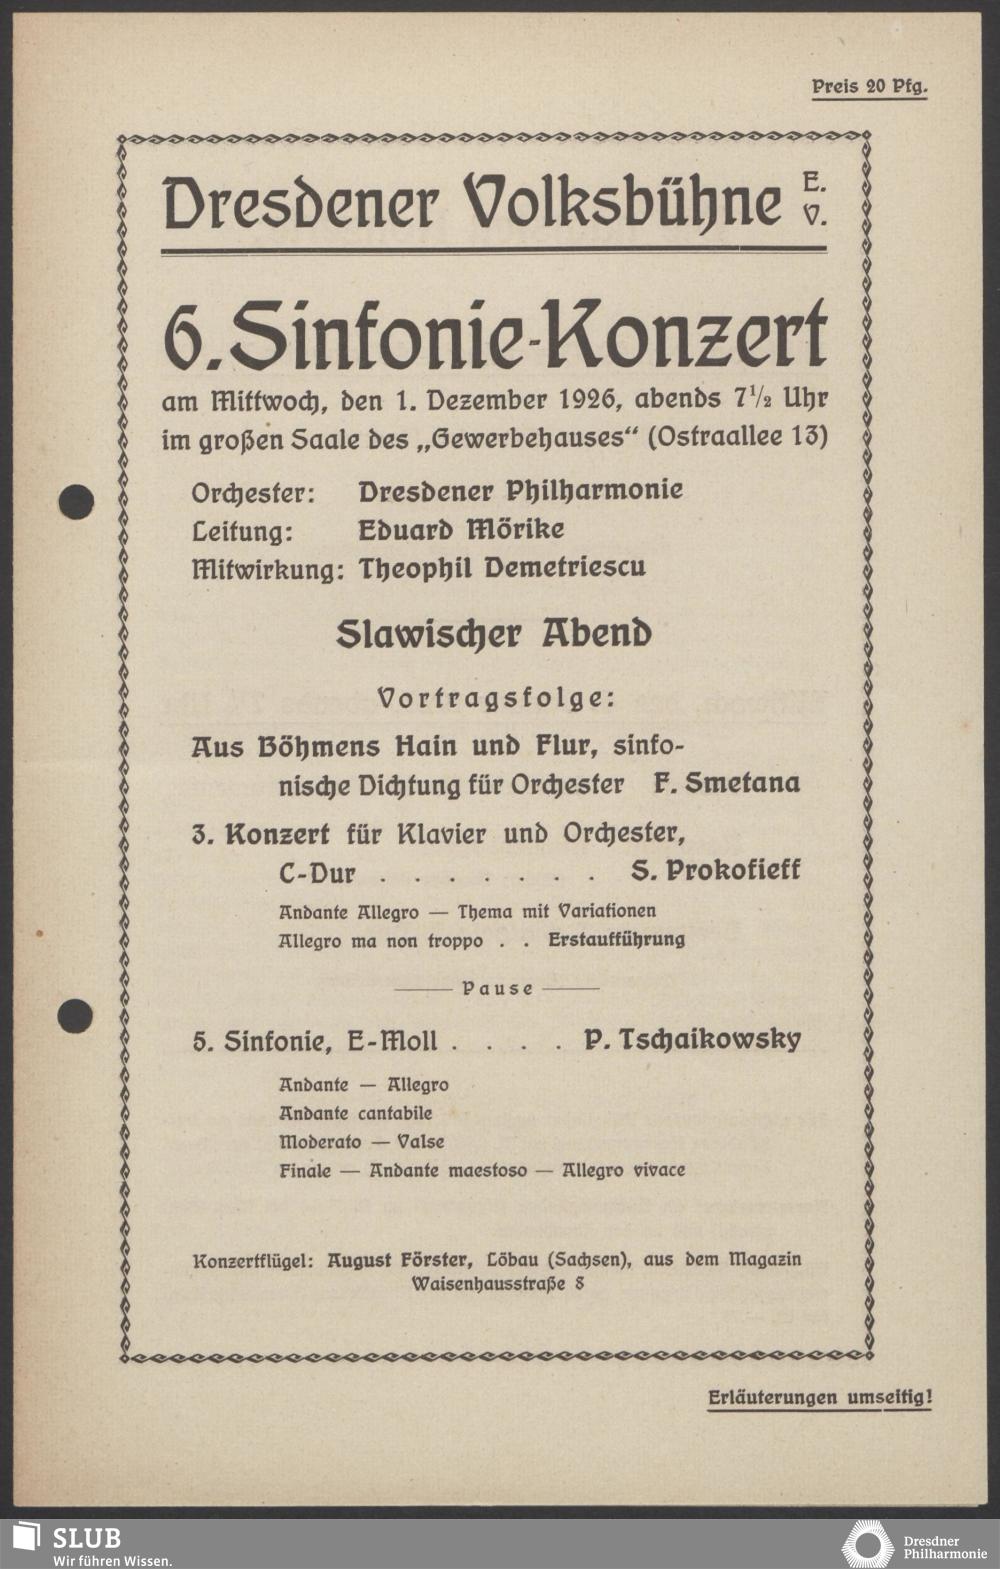 Preis 20 Pfg.
Dresdener Volksbühne E. V.
6. Sinfonie-Konzert
am Mittwoch, den 1. Dezember 1926, abends 7½ Uhr
im großen Saale des „Gewerbehauses“ (Ostraallee 13)
Orchester: Dresdener Philharmonie
Leitung: Eduard Mörike
Mitwirkung: Theophil Demetriescu
Slawischer Abend
Vortragsfolge:
Aus Böhmens Hain und Flur, sinfo-
nische Dichtung für Orchester F. Smetana
3. Konzert für Klavier und Orchester,
C-Dur . . . . . . . S. Prokofieff
Andante Allegro — Thema mit Variationen
Allegro ma non troppo . . Erstaufführung
Pause
5. Sinfonie, E-Moll . . . . P. Tschaikowsky
Andante — Allegro
Andante cantabile
Moderato — Valse
Finale — Andante maestoso — Allegro vivace
Konzertflügel: August Förster, Löbau (Sachsen), aus dem Magazin
Waisenhausstraße 8
Erläuterungen umseitig!
SLUB
Wir führen Wissen.
Dresdner
Philharmonie